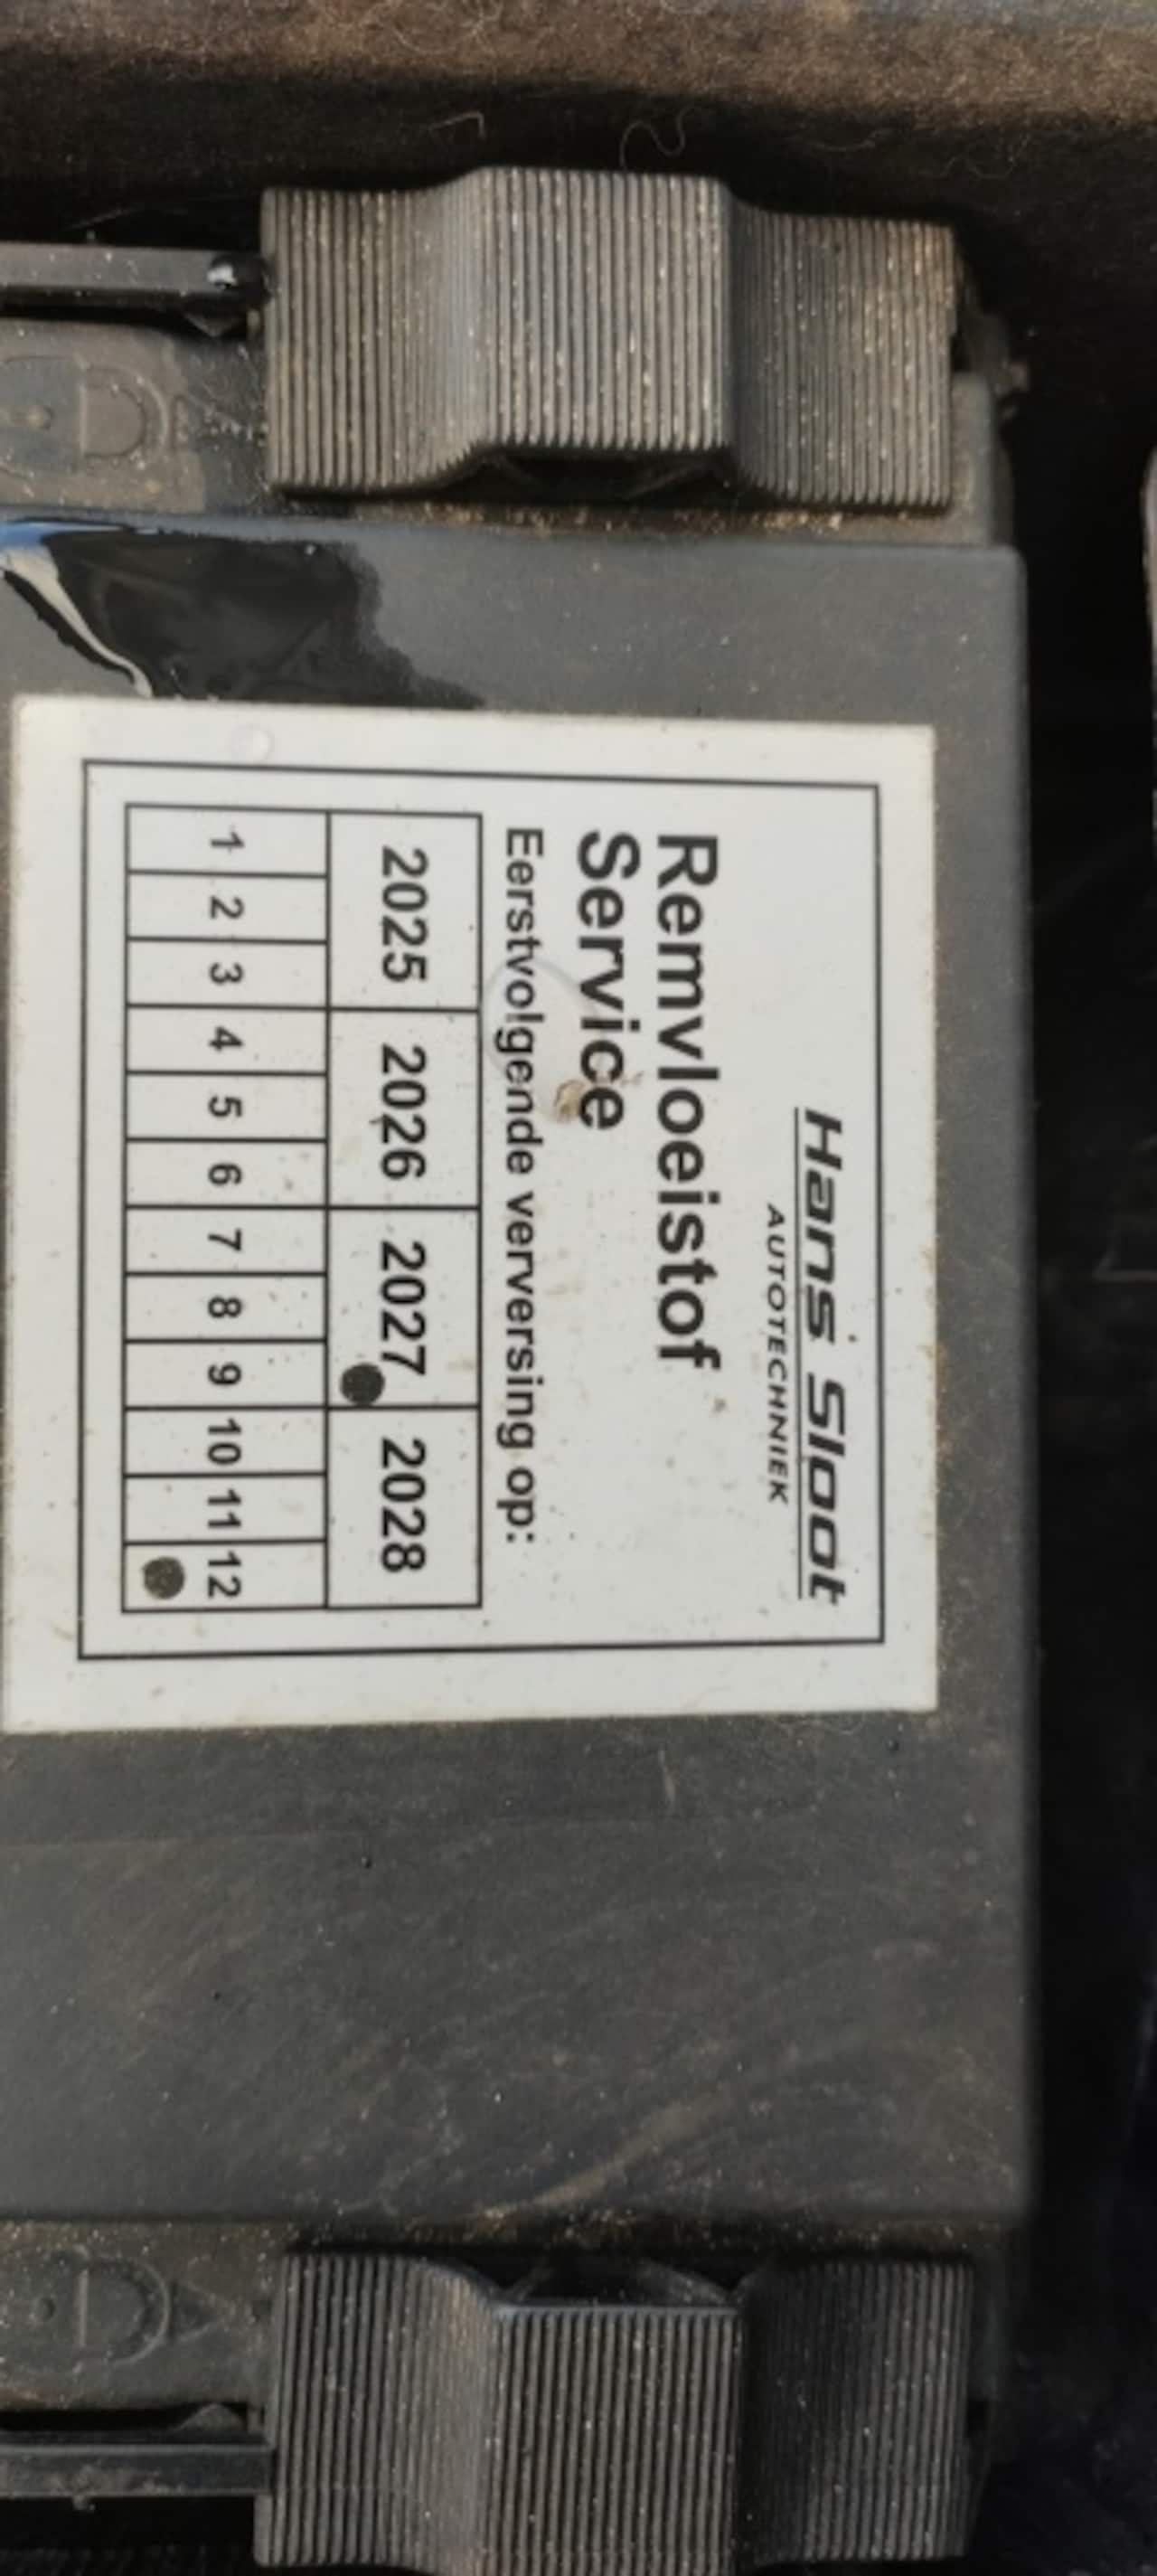 Hans Sloot
AUTOTECHNIEK
Remvloeistof
Service
Eerstvolgende verversing op:
2025 2026 2027 2028
1 2 3 4 5 6 7 8 9 10 11 12